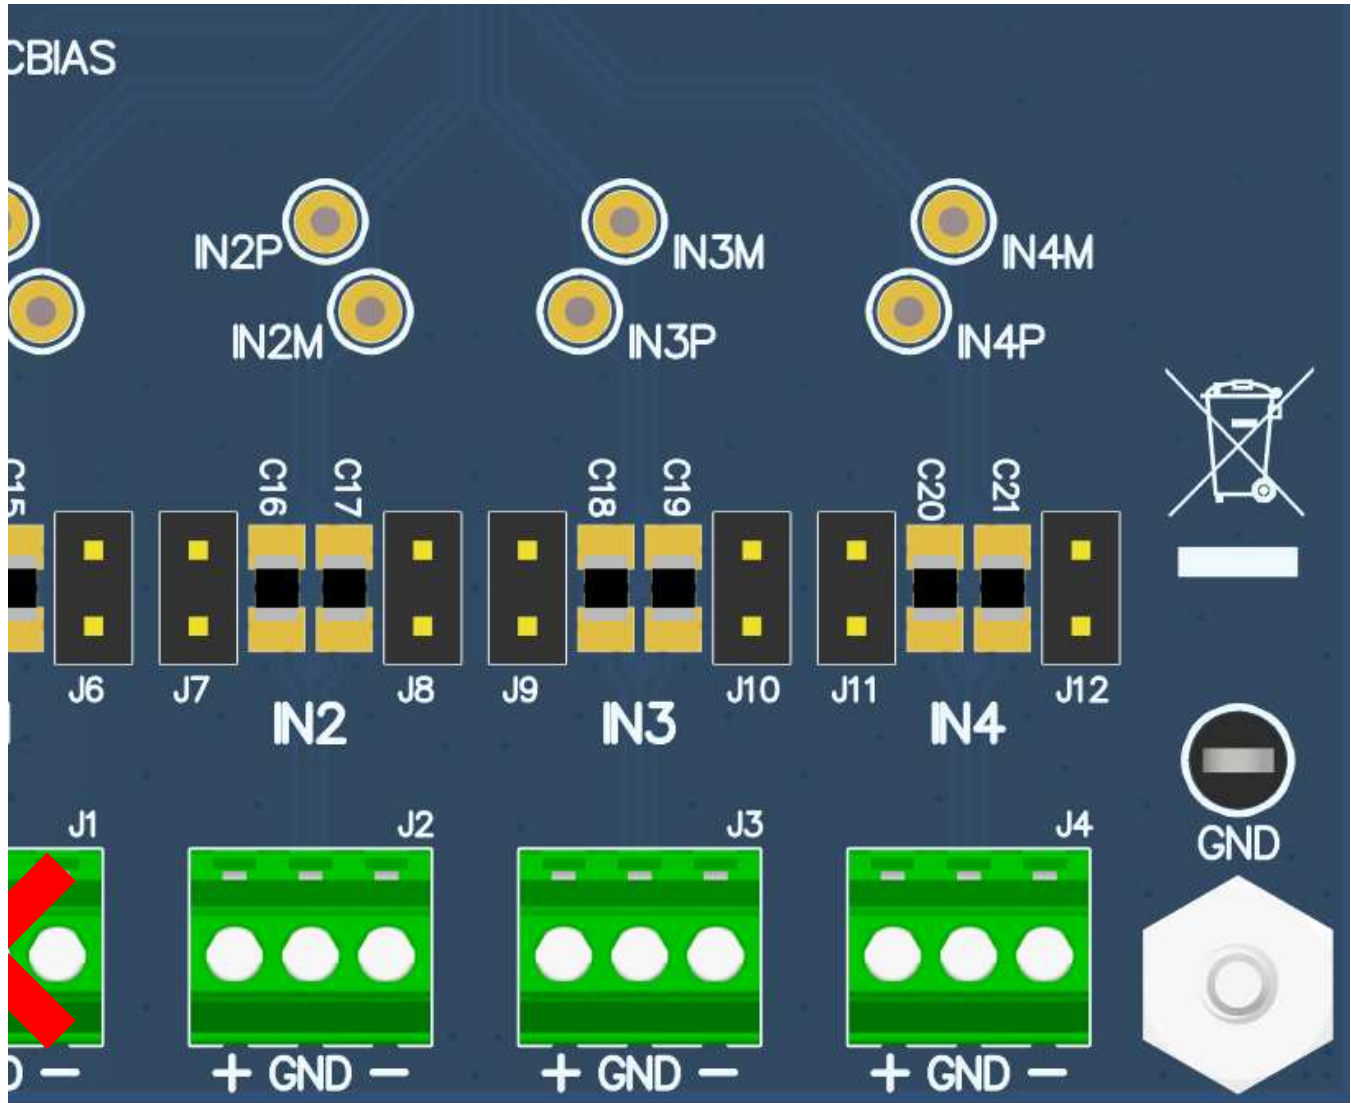 CBIAS
IN2P
IN3M
IN4M
IN2M
IN3P
IN4P
C15
C16
C17
C18
C19
C20
C21
J6
J7
J8
J9
J10
J11
J12
IN2
IN3
IN4
J1
J2
J3
J4
GND
+ GND −
+ GND −
+ GND −